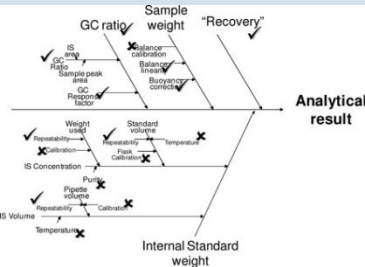 GC ratio
Sample
weight
“Recovery”
IS
area
GC
Ratio
Sample peak
area
GC
Response
factor
Balance
calibration
Balance
linearity
Buoyancy
correction
Analytical
result
Weight
used
Repeatability
Calibration
IS Concentration
Purity
Standard
volume
Repeatability
Temperature
Flask
Calibration
Pipette
volume
Repeatability
Calibration
IS Volume
Temperature
Internal Standard
weight